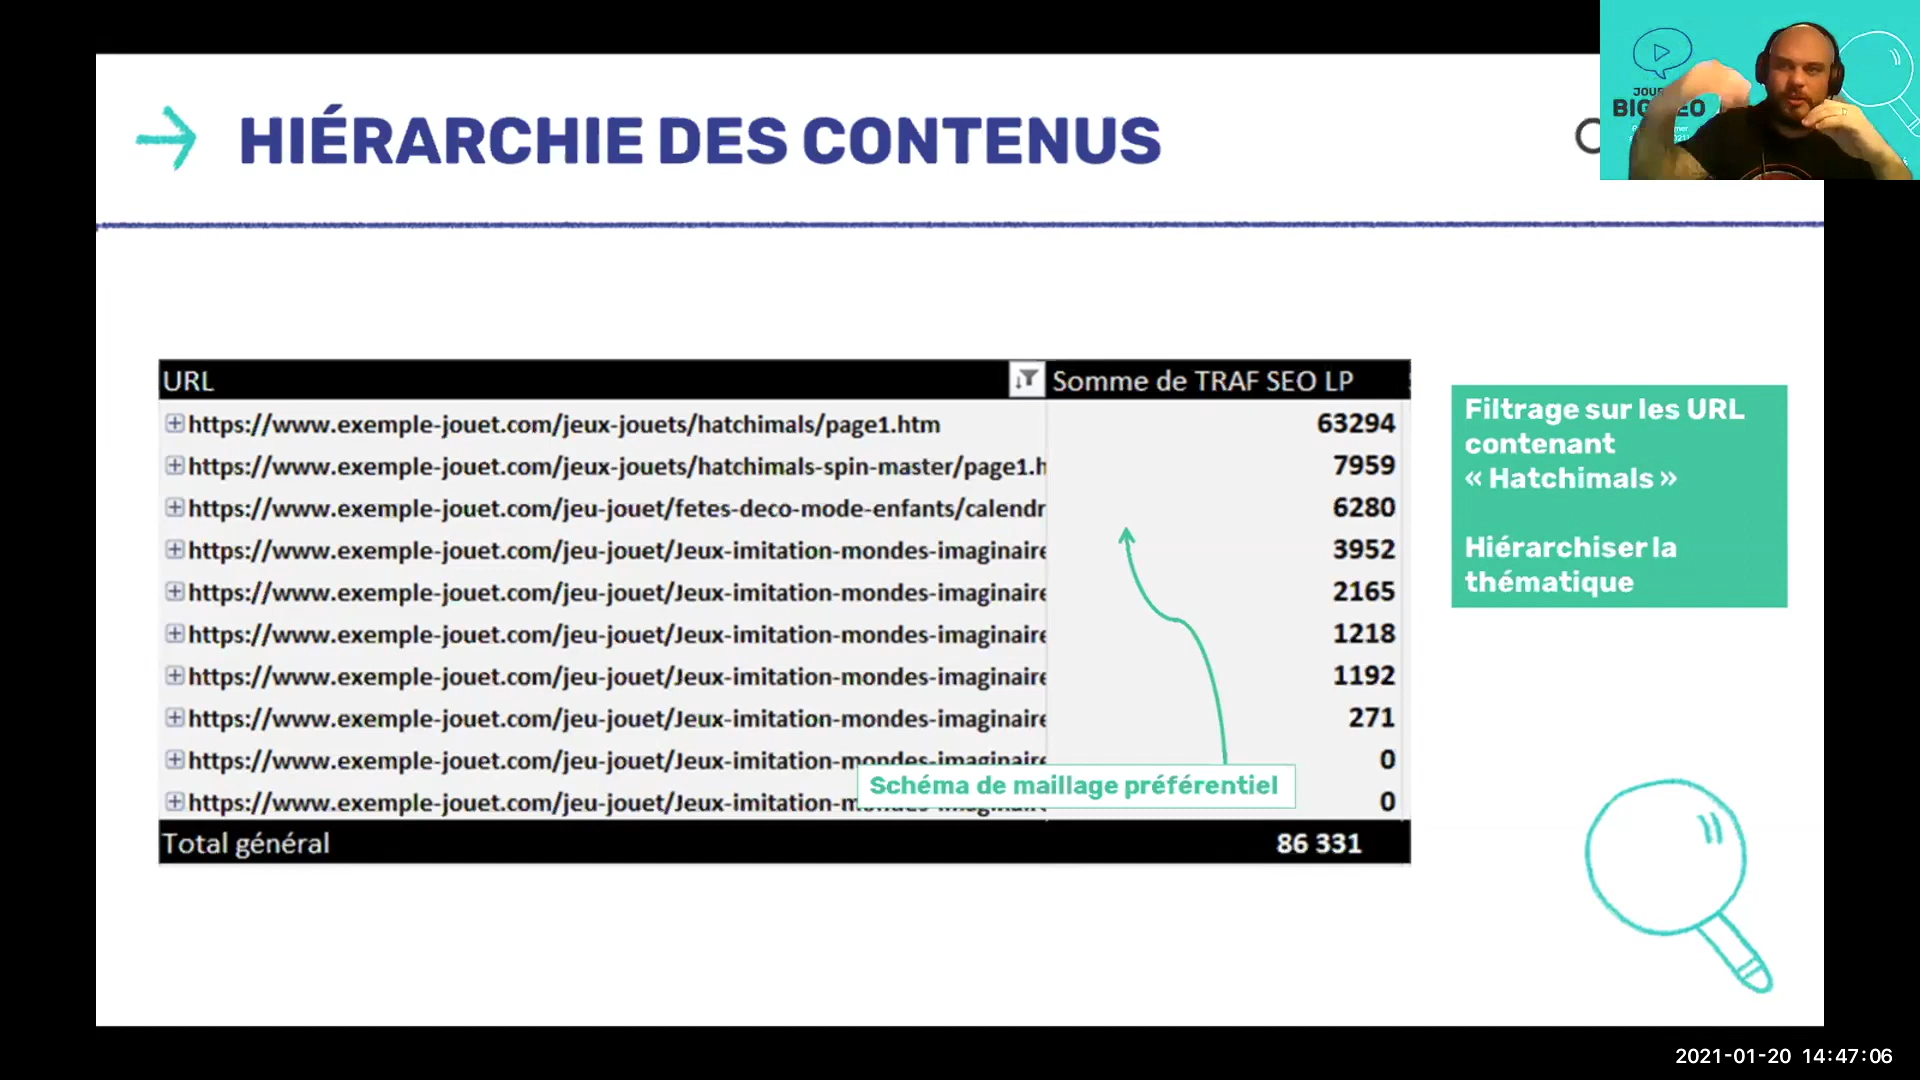 HIÉRARCHIE DES CONTENUS
URL Somme de TRAF SEO LP
https://www.exemple-jouet.com/jeux-jouets/hatchimals/page1.htm 63294
https://www.exemple-jouet.com/jeux-jouets/hatchimals-spin-master/page1.h 7959
https://www.exemple-jouet.com/jeu-jouet/fetes-deco-mode-enfants/calendr 6280
https://www.exemple-jouet.com/jeu-jouet/Jeux-imitation-mondes-imaginaire 3952
https://www.exemple-jouet.com/jeu-jouet/Jeux-imitation-mondes-imaginaire 2165
https://www.exemple-jouet.com/jeu-jouet/Jeux-imitation-mondes-imaginaire 1218
https://www.exemple-jouet.com/jeu-jouet/Jeux-imitation-mondes-imaginaire 1192
https://www.exemple-jouet.com/jeu-jouet/Jeux-imitation-mondes-imaginaire 271
https://www.exemple-jouet.com/jeu-jouet/Jeux-imitation-mondes-imaginaire 0
https://www.exemple-jouet.com/jeu-jouet/Jeux-imitation-m 0
Schéma de maillage préférentiel
Total général 86 331
Filtrage sur les URL
contenant
« Hatchimals »
Hiérarchiser la
thématique
2021-01-20 14:47:06